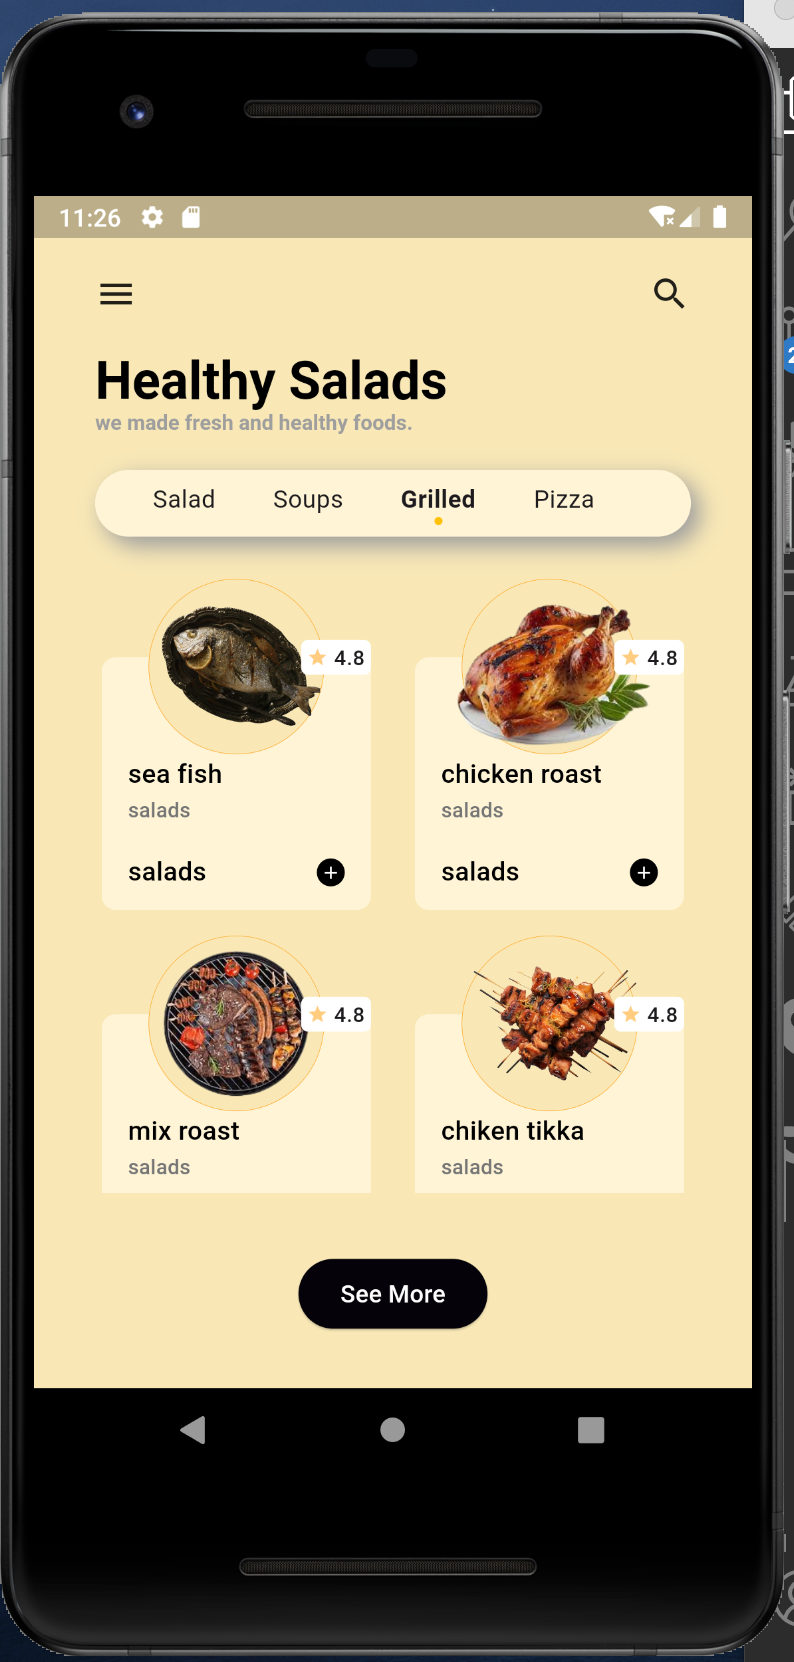 11:26
Healthy Salads
we made fresh and healthy foods.
Salad Soups Grilled Pizza
4.8 4.8
sea fish chicken roast
salads salads
salads salads
4.8 4.8
mix roast chiken tikka
salads salads
See More